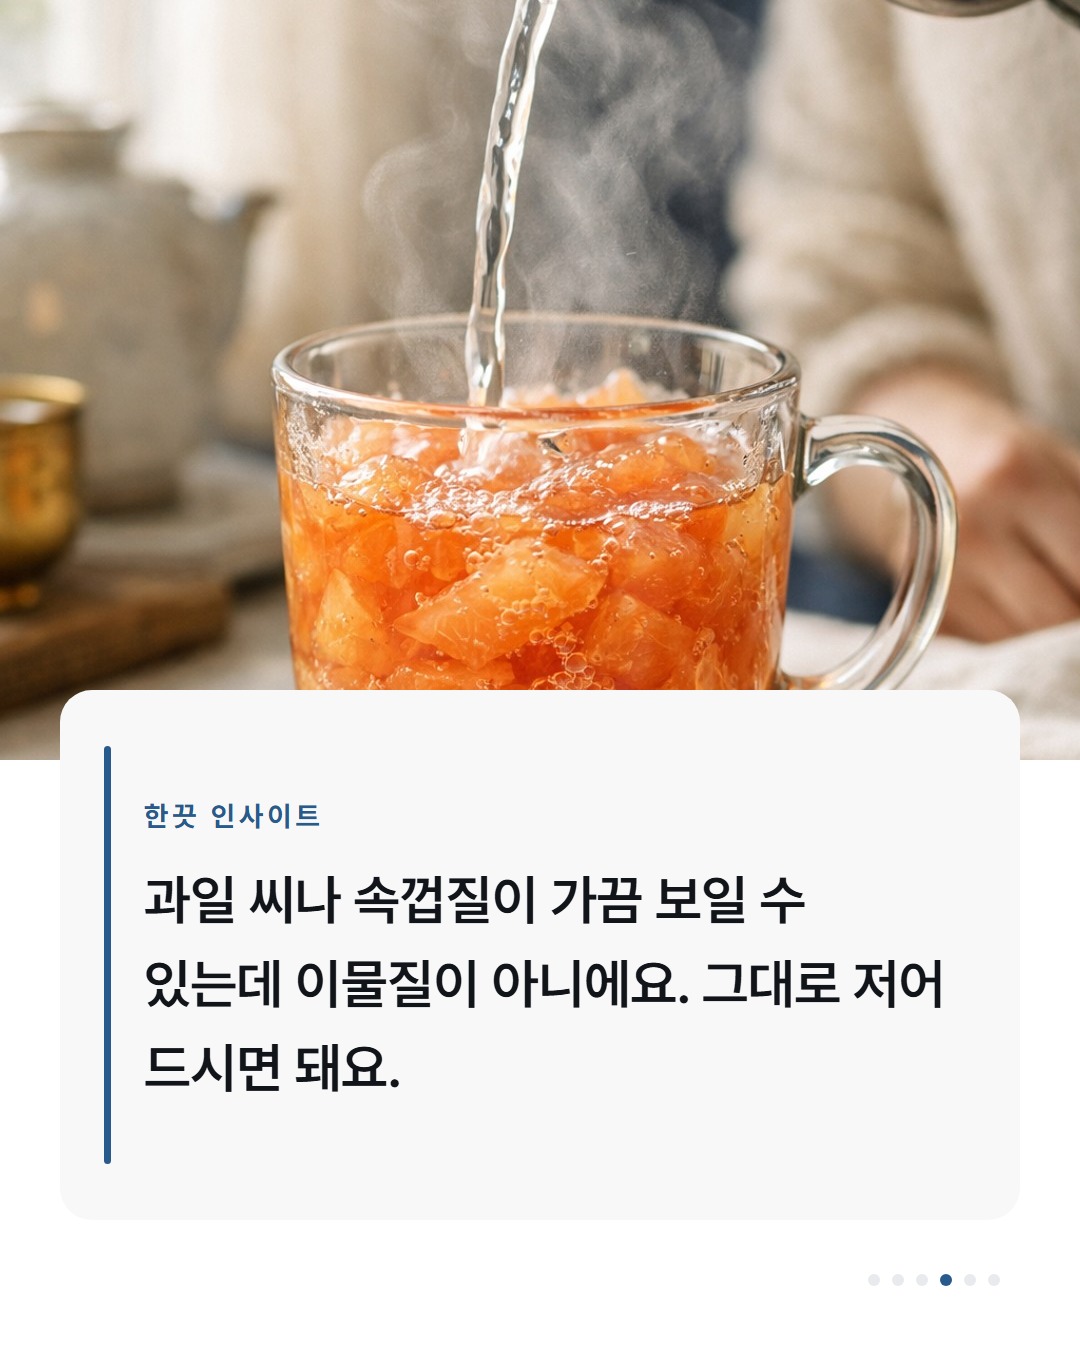 한끗 인사이트
과일 씨나 속껍질이 가끔 보일 수
있는데 이물질이 아니에요. 그대로 저어
드시면 돼요.